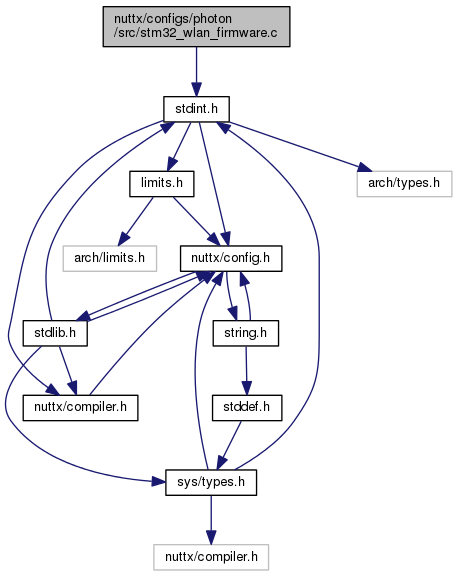 nuttx/configs/photon
/src/stm32_wlan_firmware.c
stdint.h
limits.h
arch/types.h
arch/limits.h
nuttx/config.h
stdlib.h
string.h
nuttx/compiler.h
stddef.h
sys/types.h
nuttx/compiler.h